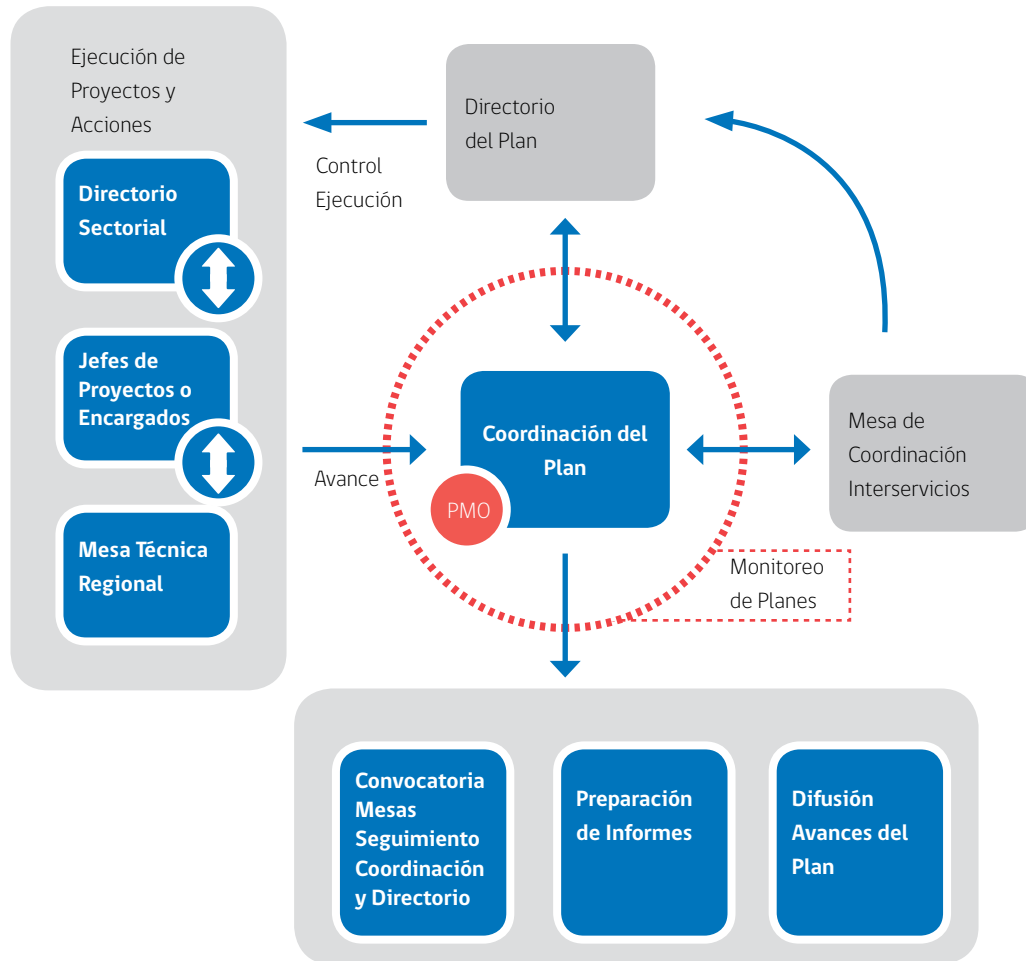 Ejecución de
Proyectos y
Acciones
Directorio
Sectorial
Jefes de
Proyectos o
Encargados
Mesa Técnica
Regional
Control
Ejecución
Directorio
del Plan
Avance
Coordinación del
Plan
PMO
Mesa de
Coordinación
Interservicios
Monitoreo
de Planes
Convocatoria
Mesas
Seguimiento
Coordinación
y Directorio
Preparación
de Informes
Difusión
Avances del
Plan